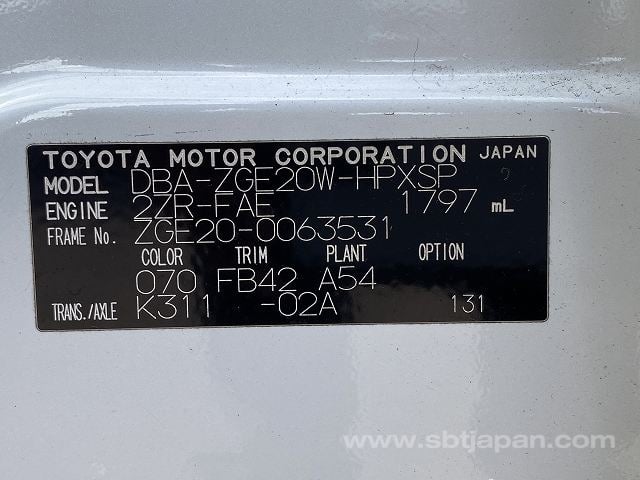 TOYOTA MOTOR CORPORATION JAPAN
MODEL DBA-ZGE20W-HPXSP
ENGINE 2ZR-FAE 1797 mL
FRAME No. ZGE20-0063531
COLOR TRIM PLANT OPTION
070 FB42 A54
TRANS./AXLE K311 -02A 131
www.sbtjapan.com